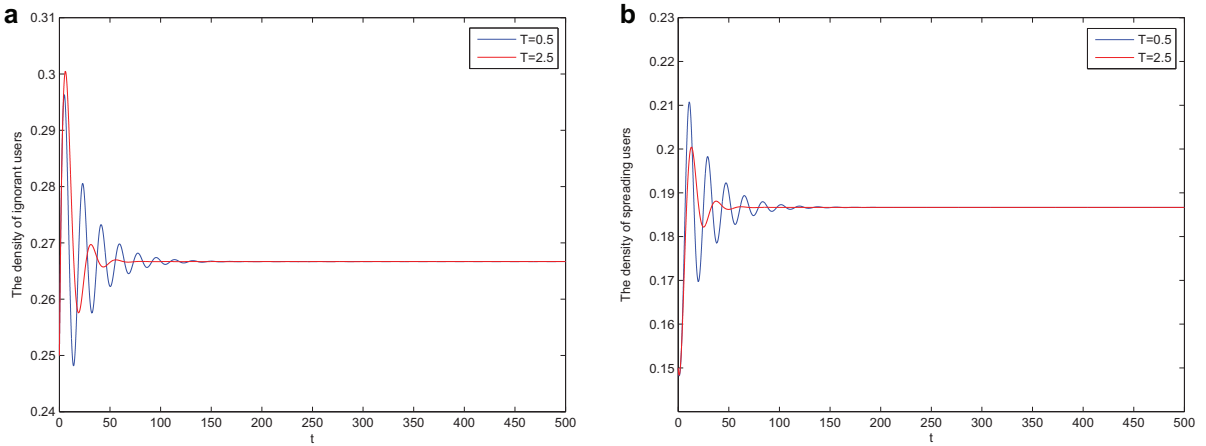 a
0.31
0.3
0.29
0.28
0.27
0.26
0.25
0.24
The density of ignorant users
0 50 100 150 200 250 300 350 400 450 500
t
T=0.5
T=2.5
b
0.23
0.22
0.21
0.2
0.19
0.18
0.17
0.16
0.15
The density of spreading users
0 50 100 150 200 250 300 350 400 450 500
t
T=0.5
T=2.5